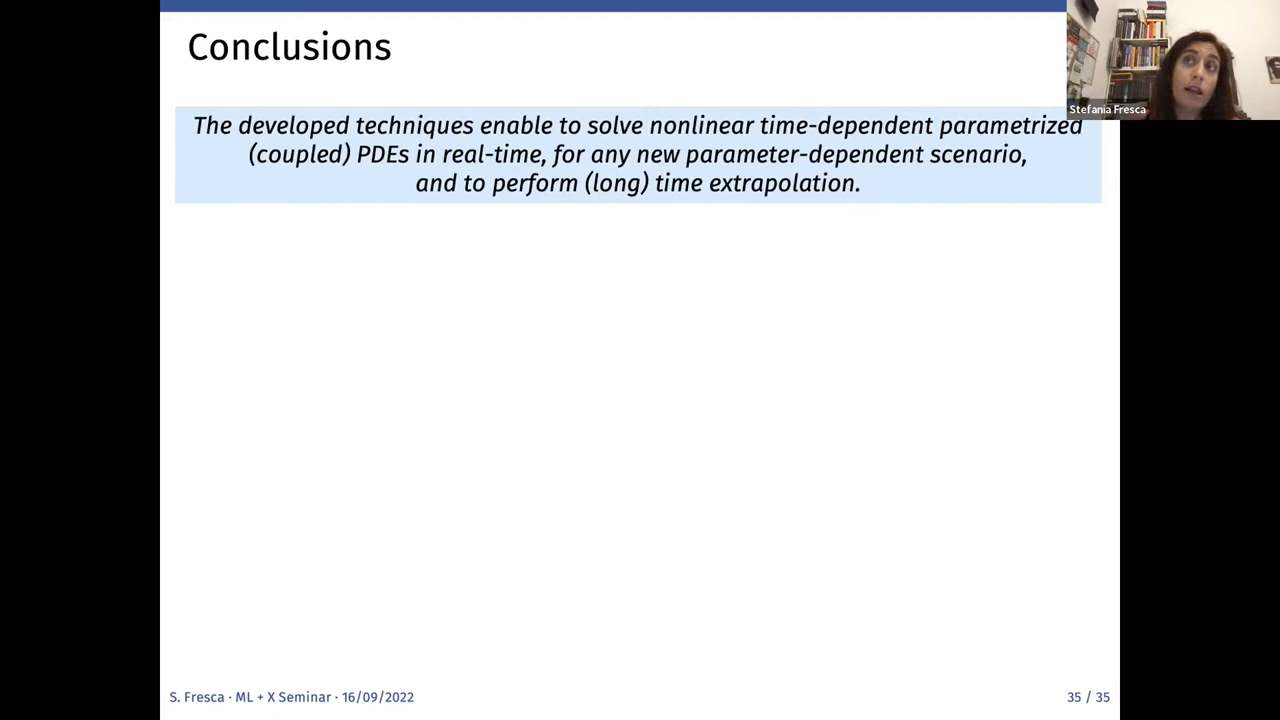 Conclusions
Stefania Fresca
The developed techniques enable to solve nonlinear time-dependent parametrized
(coupled) PDEs in real-time, for any new parameter-dependent scenario,
and to perform (long) time extrapolation.
S. Fresca · ML + X Seminar · 16/09/2022
35 / 35